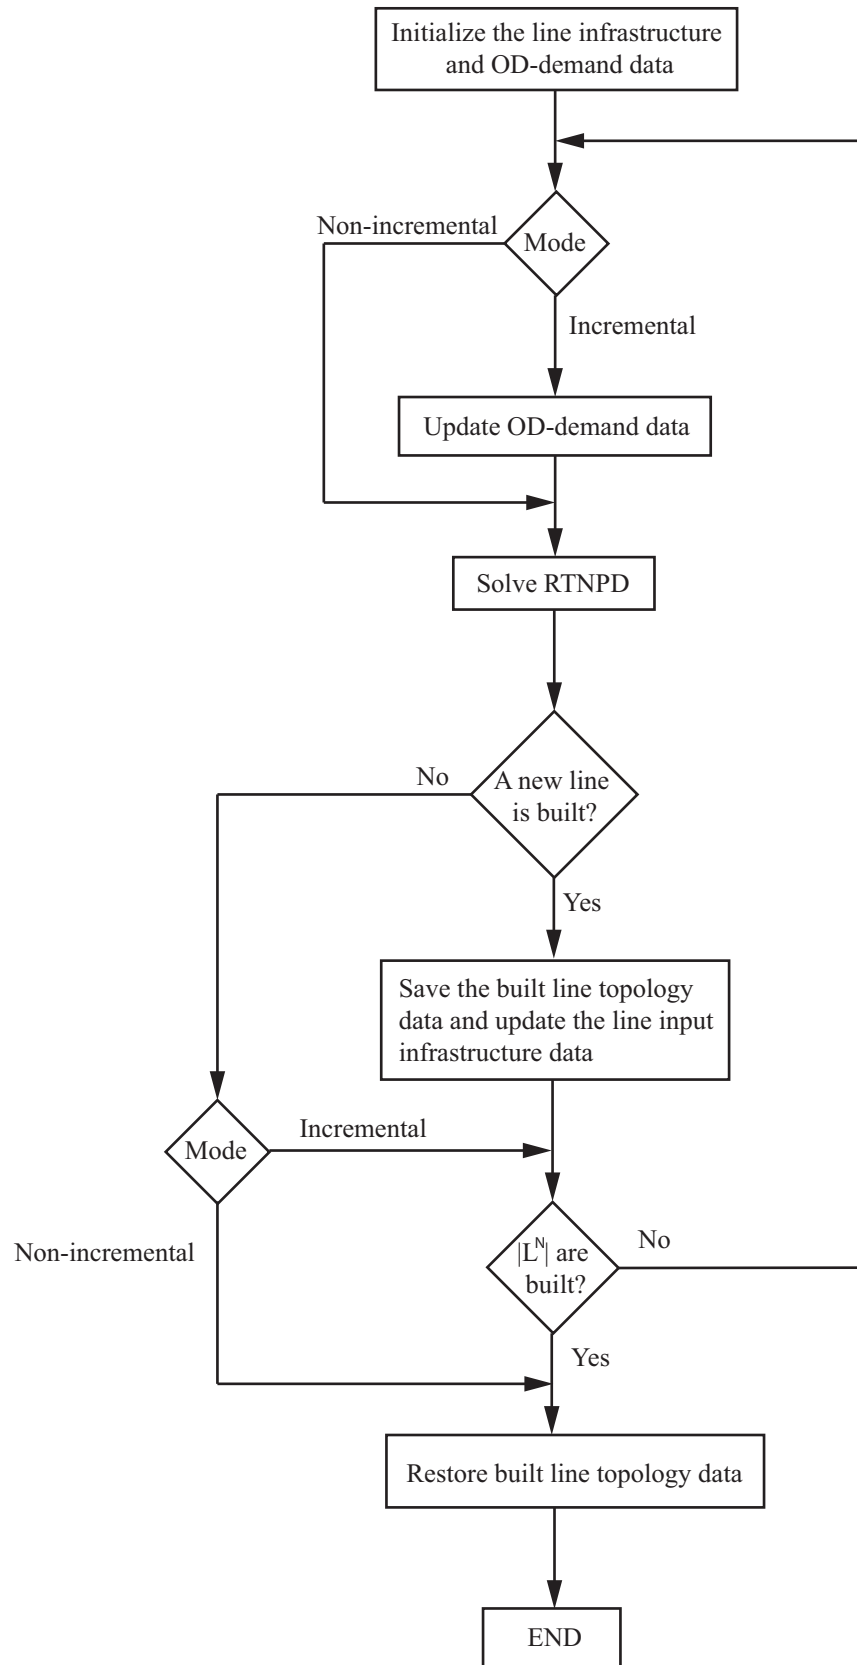 Initialize the line infrastructure
and OD-demand data
Non-incremental
Mode
Incremental
Update OD-demand data
Solve RTNPD
No
A new line
is built?
Yes
Save the built line topology
data and update the line input
infrastructure data
Mode
Incremental
Non-incremental
|Lᴺ| are
built?
No
Yes
Restore built line topology data
END